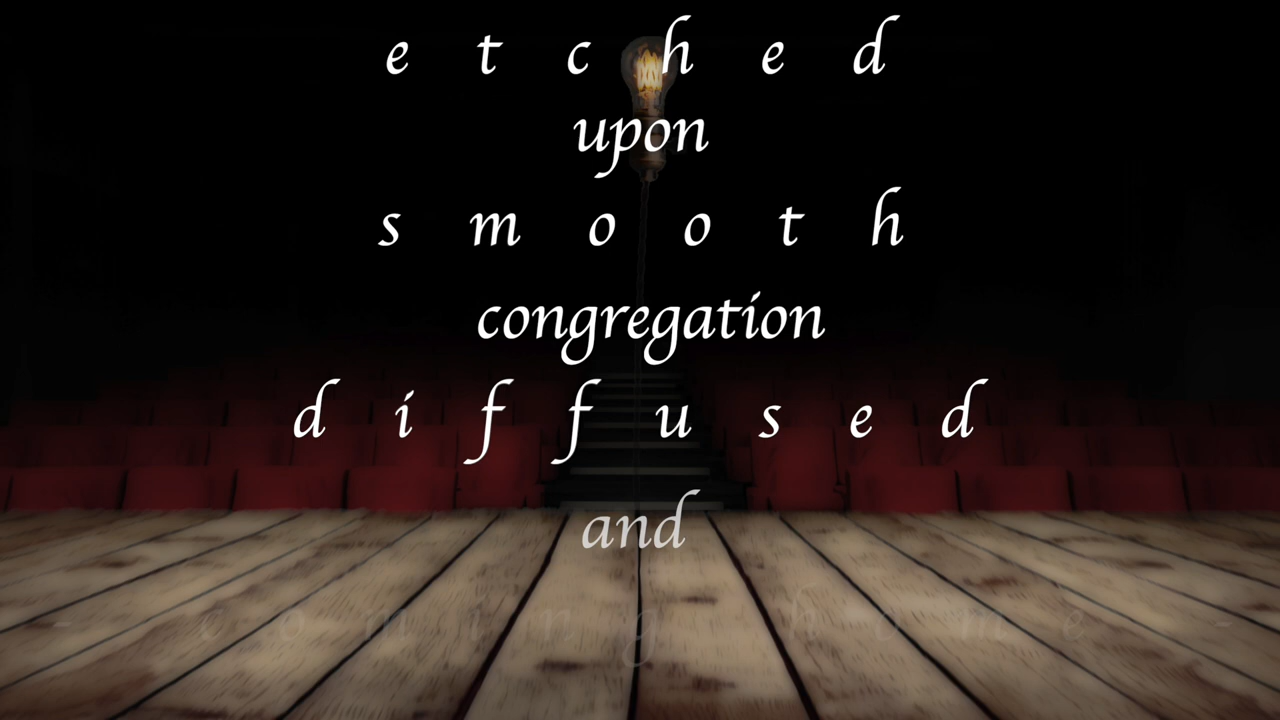 e t c h e d
upon
s m o o t h
congregation
d i f f u s e d
and
- c o m i n g h o m e -